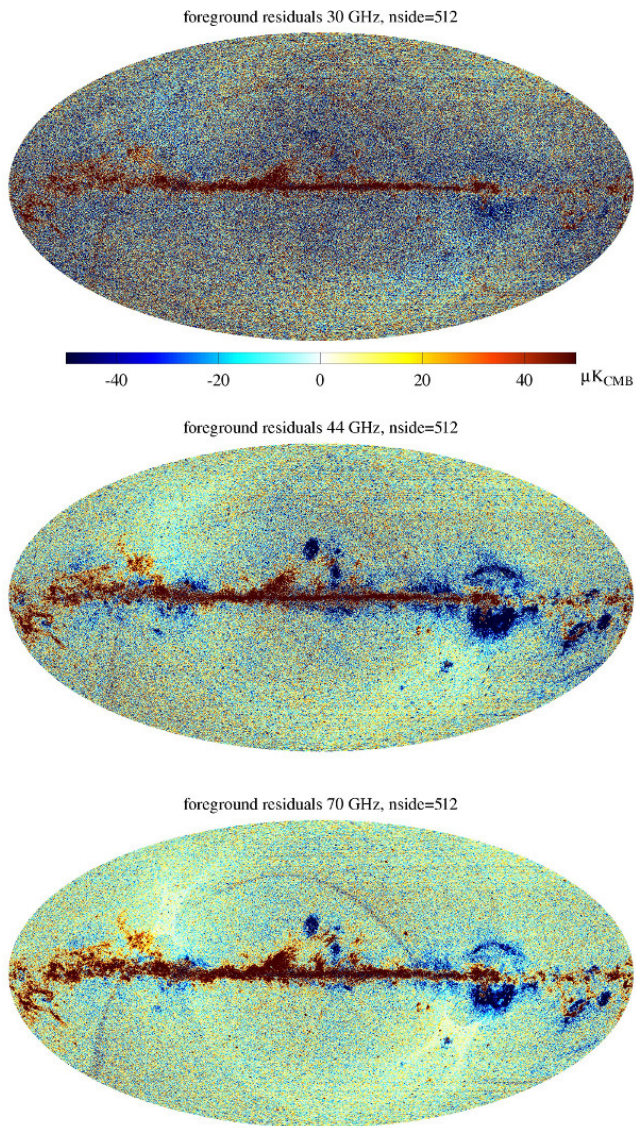 foreground residuals 30 GHz, nside=512
-40 -20 0 20 40 μK_CMB
foreground residuals 44 GHz, nside=512
foreground residuals 70 GHz, nside=512